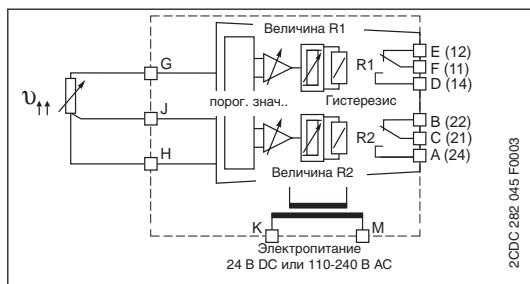 Величина R1
G
J
H
ϑ↑↑
порог. знач..
Гистерезис
R1
E (12)
F (11)
D (14)
R2
B (22)
C (21)
A (24)
Величина R2
K
M
Электропитание
24 В DC или 110-240 В AC
2CDC 282 045 F0003